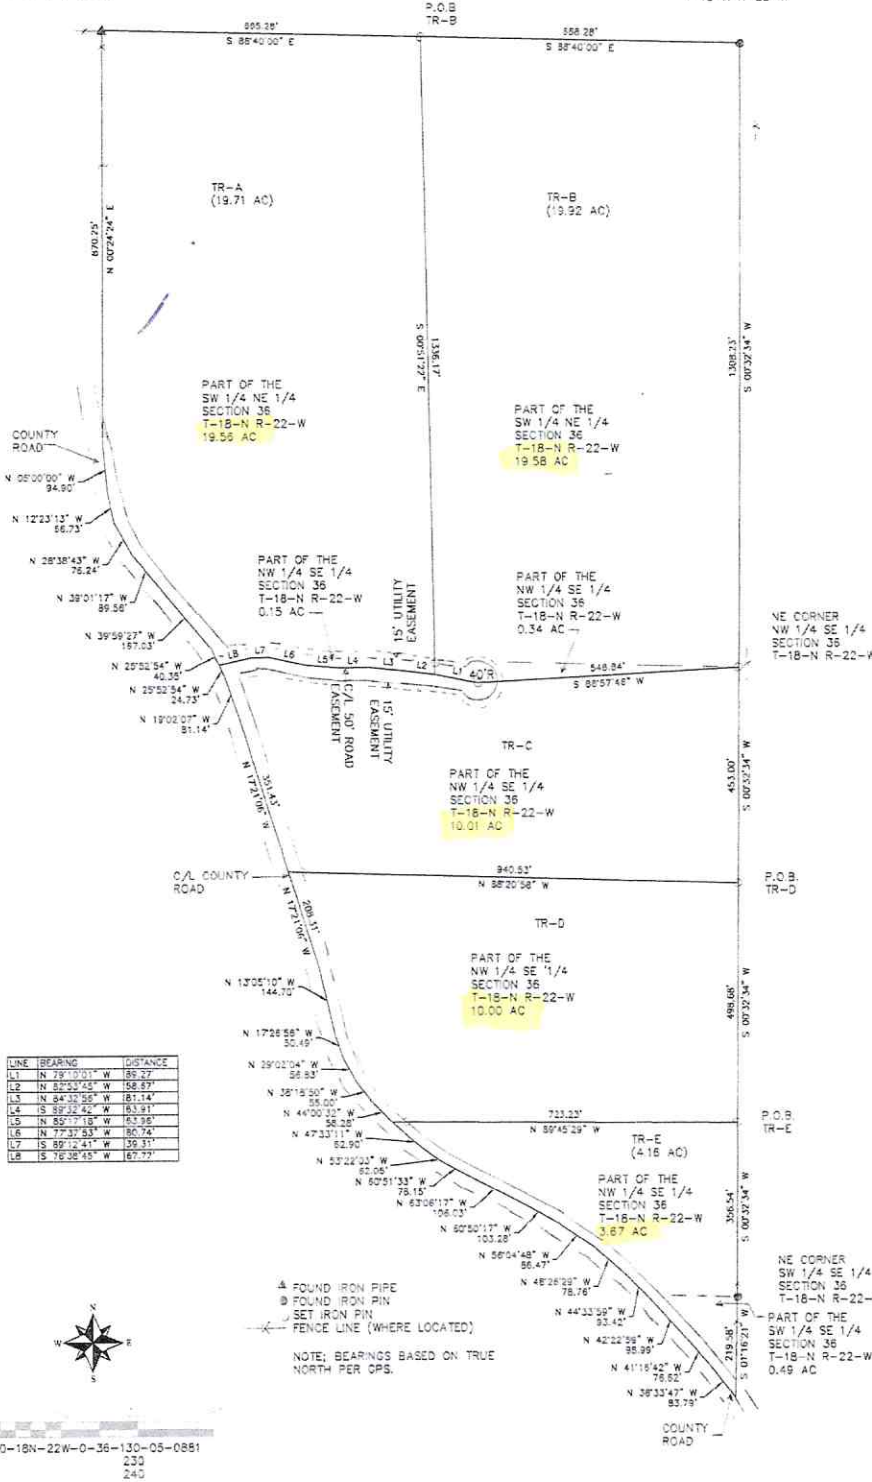 P.O.B
TR-B
S 88°40'00" E
S 88°40'00" E
TR-A
(19.71 AC)
TR-B
(19.92 AC)
870.25'
N 00°24'24" E
S 00°51'22" E
1336.17'
1308.23'
S 00°32'34" W
PART OF THE
SW 1/4 NE 1/4
SECTION 36
T-18-N R-22-W
19.56 AC
PART OF THE
SW 1/4 NE 1/4
SECTION 36
T-18-N R-22-W
19.58 AC
COUNTY
ROAD
N 05°00'00" W
94.90'
N 12°23'13" W
56.73'
N 26°38'43" W
76.24'
N 39°01'17" W
89.56'
N 39°59'27" W
N 25°52'54" W
40.35'
N 25°52'54" W
24.73'
N 19°02'07" W
81.14'
PART OF THE
NW 1/4 SE 1/4
SECTION 36
T-18-N R-22-W
0.15 AC
15' UTILITY
EASEMENT
PART OF THE
NW 1/4 SE 1/4
SECTION 36
T-18-N R-22-W
0.34 AC
NE CORNER
NW 1/4 SE 1/4
SECTION 36
T-18-N R-22-W
L8 L7 L6 L5 L4 L3 L2 L1 40'R
548.84'
S 88°57'46" W
C/L 50' ROAD
EASEMENT
15' UTILITY
EASEMENT
351.43'
N 17°21'06" W
TR-C
PART OF THE
NW 1/4 SE 1/4
SECTION 36
T-18-N R-22-W
10.01 AC
453.00'
S 00°32'34" W
C/L COUNTY
ROAD
940.53'
N 88°20'58" W
P.O.B.
TR-D
208.31'
N 17°21'06" W
TR-D
PART OF THE
NW 1/4 SE 1/4
SECTION 36
T-18-N R-22-W
10.00 AC
498.68'
S 00°32'34" W
N 13°05'10" W
144.70'
N 17°26'58" W
30.49'
N 29°02'04" W
56.83'
N 38°18'50" W
55.00'
N 44°00'32" W
58.28'
N 47°33'11" W
62.90'
N 53°22'03" W
62.05'
N 60°51'33" W
78.15'
N 63°06'17" W
106.03'
N 60°50'17" W
103.28'
N 56°04'48" W
56.47'
N 48°26'29" W
78.76'
N 44°33'59" W
93.42'
N 42°22'59" W
95.99'
N 41°16'42" W
76.62'
N 36°33'47" W
83.79'
723.23'
N 89°45'29" W
P.O.B.
TR-E
TR-E
(4.16 AC)
PART OF THE
NW 1/4 SE 1/4
SECTION 36
T-18-N R-22-W
3.67 AC
356.54'
S 00°32'34" W
NE CORNER
SW 1/4 SE 1/4
SECTION 36
T-18-N R-22-
PART OF THE
SW 1/4 SE 1/4
SECTION 36
T-18-N R-22-W
0.49 AC
219.58'
S 01°16'21" W
COUNTY
ROAD
LINE BEARING DISTANCE
L1 N 79°10'01" W 89.27'
L2 N 82°53'45" W 58.87'
L3 N 84°32'56" W 81.14'
L4 S 89°32'42" W 63.91'
L5 N 85°17'18" W 63.96'
L6 N 77°37'53" W 80.74'
L7 S 89°12'41" W 39.31'
L8 S 76°38'45" W 67.77'
FOUND IRON PIPE
FOUND IRON PIN
SET IRON PIN
FENCE LINE (WHERE LOCATED)
NOTE; BEARINGS BASED ON TRUE
NORTH PER GPS.
N
W E
S
0-18N-22W-0-36-130-05-0881
230
240